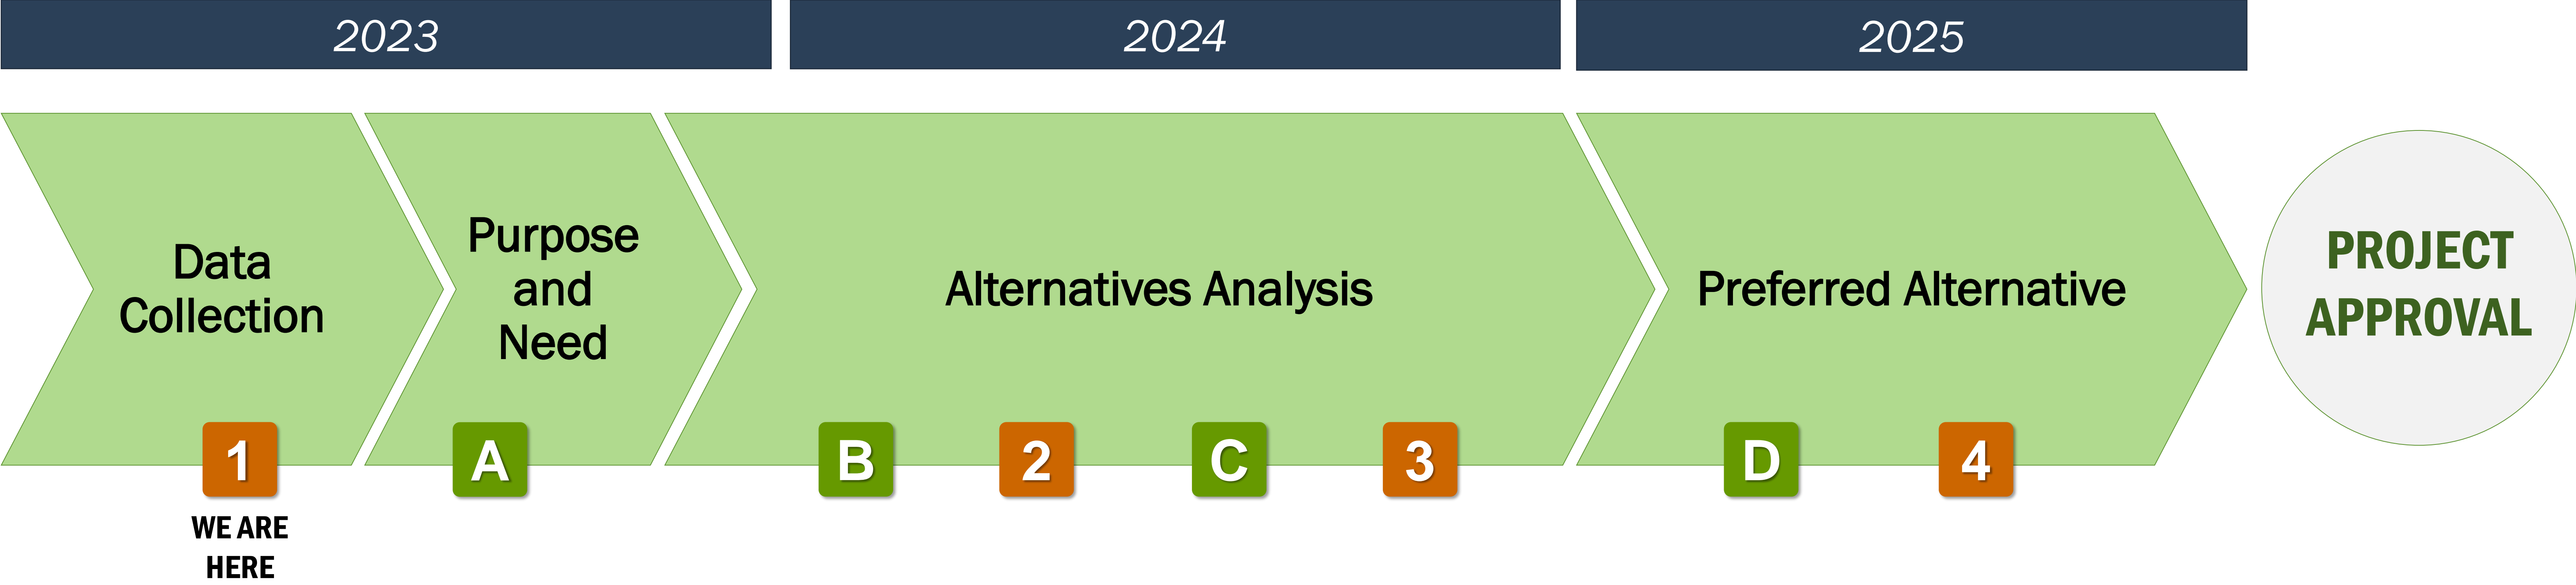 2023
2024
2025
Data
Collection
Purpose
and
Need
Alternatives Analysis
Preferred Alternative
PROJECT
APPROVAL
1
A
B
2
C
3
D
4
WE ARE
HERE